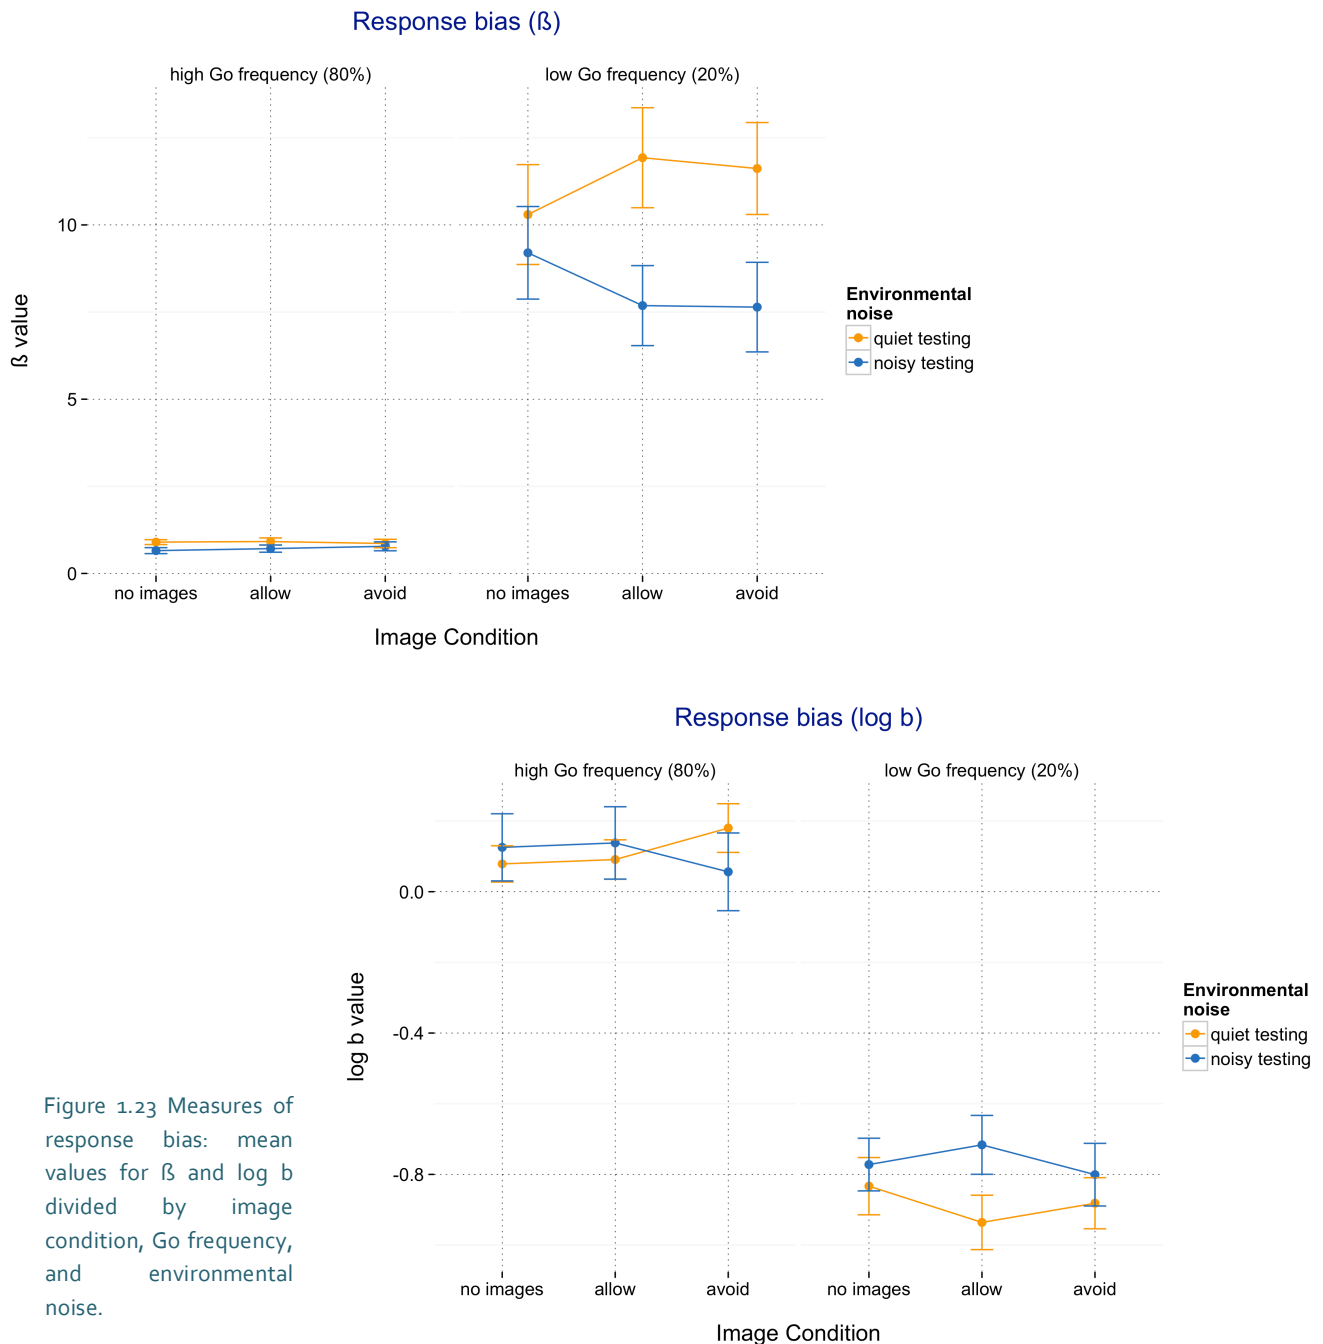 Response bias (ß)
high Go frequency (80%)
low Go frequency (20%)
10
5
0
ß value
no images allow avoid
no images allow avoid
Image Condition
Environmental
noise
quiet testing
noisy testing
Response bias (log b)
high Go frequency (80%)
low Go frequency (20%)
0.0
-0.4
-0.8
log b value
no images allow avoid
no images allow avoid
Image Condition
Environmental
noise
quiet testing
noisy testing
Figure 1.23 Measures of
response bias: mean
values for ß and log b
divided by image
condition, Go frequency,
and environmental
noise.